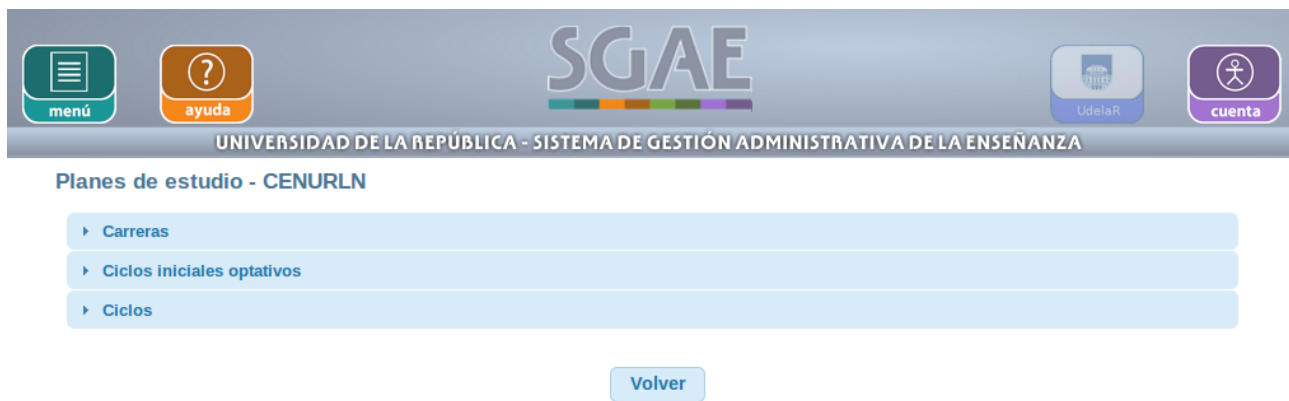 SGAE
menú
ayuda
UdelaR
cuenta
UNIVERSIDAD DE LA REPÚBLICA - SISTEMA DE GESTIÓN ADMINISTRATIVA DE LA ENSEÑANZA
Planes de estudio - CENURLN
Carreras
Ciclos iniciales optativos
Ciclos
Volver